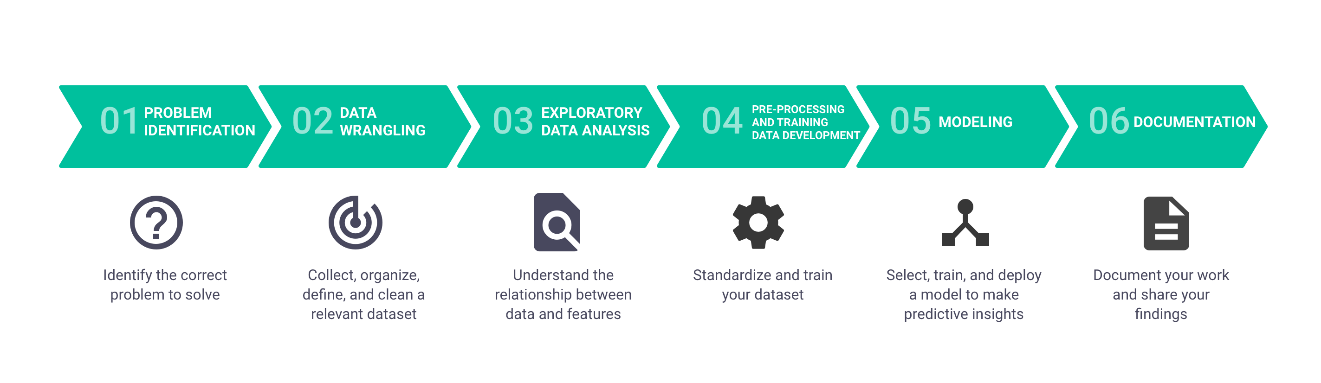 01 PROBLEM
IDENTIFICATION
02 DATA
WRANGLING
03 EXPLORATORY
DATA ANALYSIS
04 PRE-PROCESSING
AND TRAINING
DATA DEVELOPMENT
05 MODELING
06 DOCUMENTATION
Identify the correct
problem to solve
Collect, organize,
define, and clean a
relevant dataset
Understand the
relationship between
data and features
Standardize and train
your dataset
Select, train, and deploy
a model to make
predictive insights
Document your work
and share your
findings